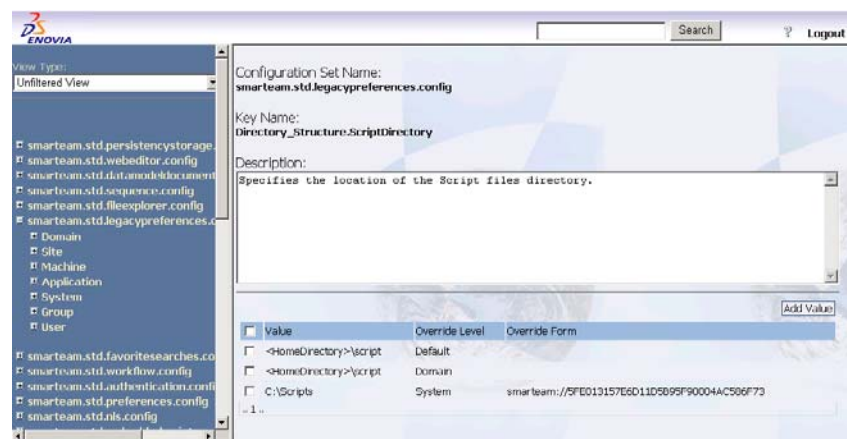 ENOVIA
Search
?
Logout
View Type:
Unfiltered View
smarteam.std.persistencystorage.
smarteam.std.webeditor.config
smarteam.std.datamodeldocument
smarteam.std.sequence.config
smarteam.std.fileexplorer.config
smarteam.std.legacypreferences.c
Domain
Site
Machine
Application
System
Group
User
smarteam.std.favoritesearches.co
smarteam.std.workflow.config
smarteam.std.authentication.confi
smarteam.std.preferences.config
smarteam.std.nls.config
Configuration Set Name:
smarteam.std.legacypreferences.config
Key Name:
Directory_Structure.ScriptDirectory
Description:
Specifies the location of the Script files directory.
Add Value
Value Override Level Override Form
<HomeDirectory>\script Default
<HomeDirectory>\script Domain
C:\Scripts System smarteam://5FE013157E6D11D5B95F90004AC586F73
.. 1 ..